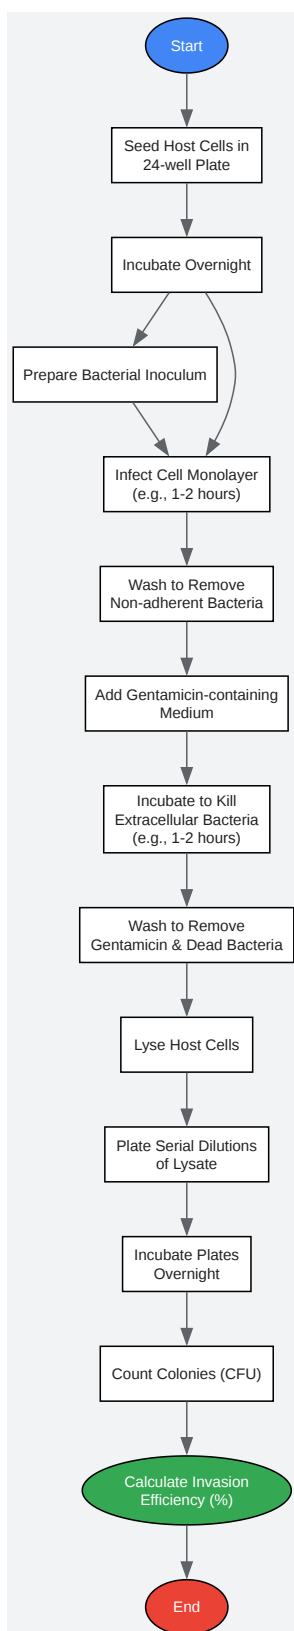 Start
Seed Host Cells in
24-well Plate
Incubate Overnight
Prepare Bacterial Inoculum
Infect Cell Monolayer
(e.g., 1-2 hours)
Wash to Remove
Non-adherent Bacteria
Add Gentamicin-containing
Medium
Incubate to Kill
Extracellular Bacteria
(e.g., 1-2 hours)
Wash to Remove
Gentamicin & Dead Bacteria
Lyse Host Cells
Plate Serial Dilutions
of Lysate
Incubate Plates
Overnight
Count Colonies (CFU)
Calculate Invasion
Efficiency (%)
End